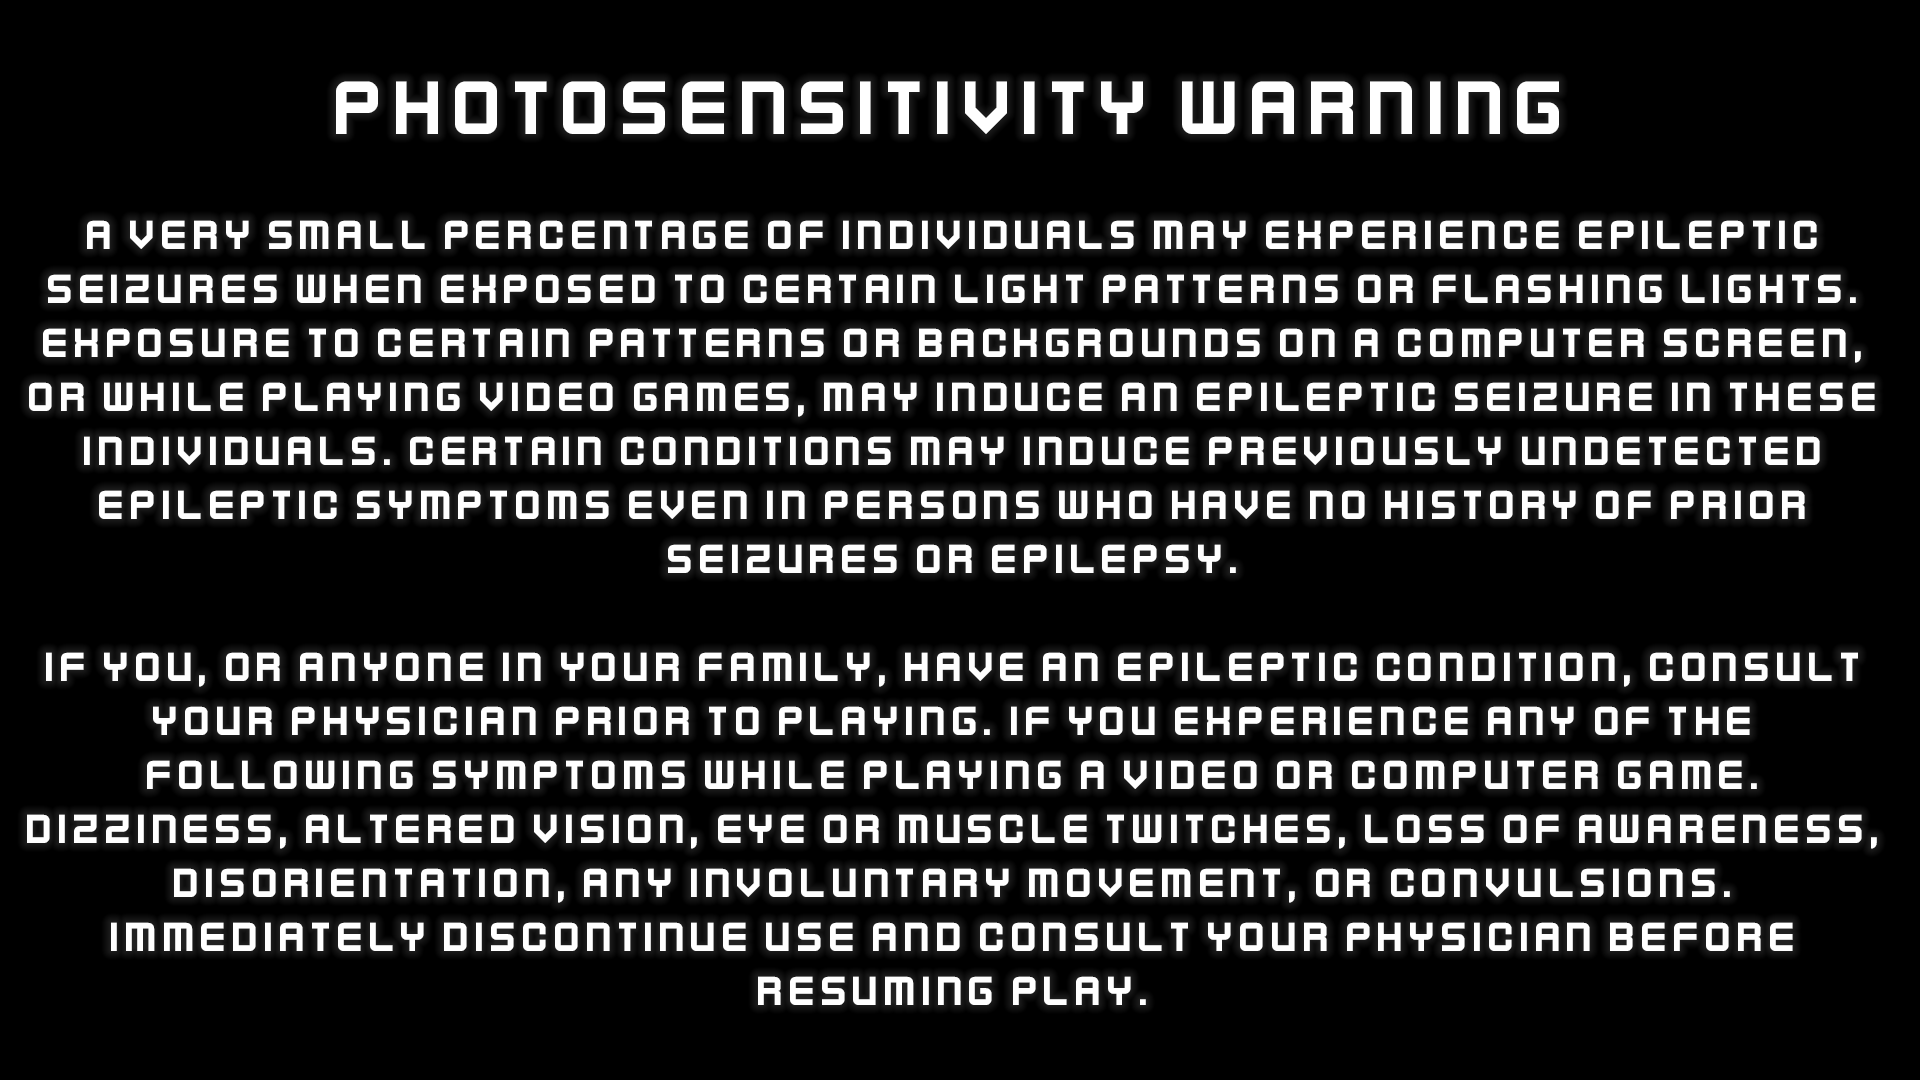 PHOTOSENSITIVITY WARNING
A VERY SMALL PERCENTAGE OF INDIVIDUALS MAY EXPERIENCE EPILEPTIC
SEIZURES WHEN EXPOSED TO CERTAIN LIGHT PATTERNS OR FLASHING LIGHTS.
EXPOSURE TO CERTAIN PATTERNS OR BACKGROUNDS ON A COMPUTER SCREEN,
OR WHILE PLAYING VIDEO GAMES, MAY INDUCE AN EPILEPTIC SEIZURE IN THESE
INDIVIDUALS. CERTAIN CONDITIONS MAY INDUCE PREVIOUSLY UNDETECTED
EPILEPTIC SYMPTOMS EVEN IN PERSONS WHO HAVE NO HISTORY OF PRIOR
SEIZURES OR EPILEPSY.
IF YOU, OR ANYONE IN YOUR FAMILY, HAVE AN EPILEPTIC CONDITION, CONSULT
YOUR PHYSICIAN PRIOR TO PLAYING. IF YOU EXPERIENCE ANY OF THE
FOLLOWING SYMPTOMS WHILE PLAYING A VIDEO OR COMPUTER GAME.
DIZZINESS, ALTERED VISION, EYE OR MUSCLE TWITCHES, LOSS OF AWARENESS,
DISORIENTATION, ANY INVOLUNTARY MOVEMENT, OR CONVULSIONS.
IMMEDIATELY DISCONTINUE USE AND CONSULT YOUR PHYSICIAN BEFORE
RESUMING PLAY.